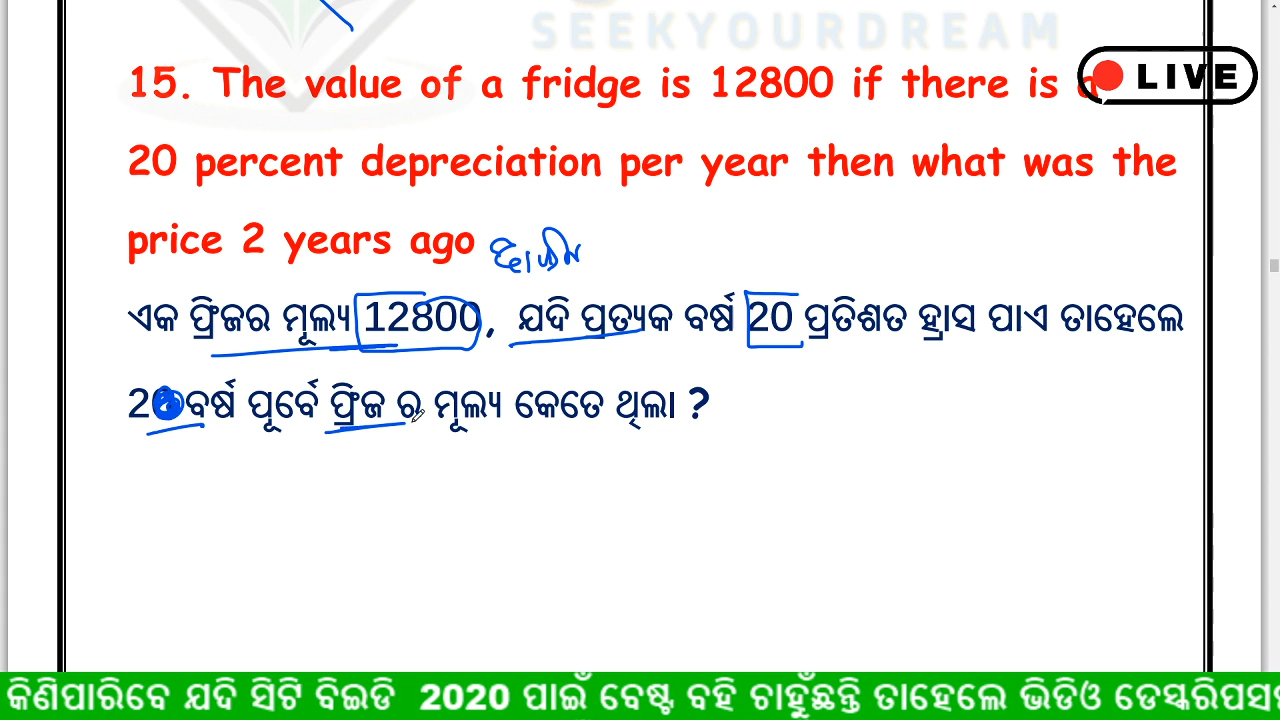 SEEKYOURDREAM
15. The value of a fridge is 12800 if there is a
LIVE
20 percent depreciation per year then what was the
price 2 years ago
ଏକ ଫ୍ରିଜର ମୂଲ୍ୟ 12800, ଯଦି ପ୍ରତ୍ୟକ ବର୍ଷ 20 ପ୍ରତିଶତ ହ୍ରାସ ପାଏ ତାହେଲେ
2 ବର୍ଷ ପୂର୍ବେ ଫ୍ରିଜ ର ମୂଲ୍ୟ କେତେ ଥିଲା ?
କିଣିପାରିବେ ଯଦି ସିଟି ବିଇଡି 2020 ପାଇଁ ବେଷ୍ଟ ବହି ଚାହୁଁଛନ୍ତି ତାହେଲେ ଭିଡିଓ ଡେସ୍କରିପସ